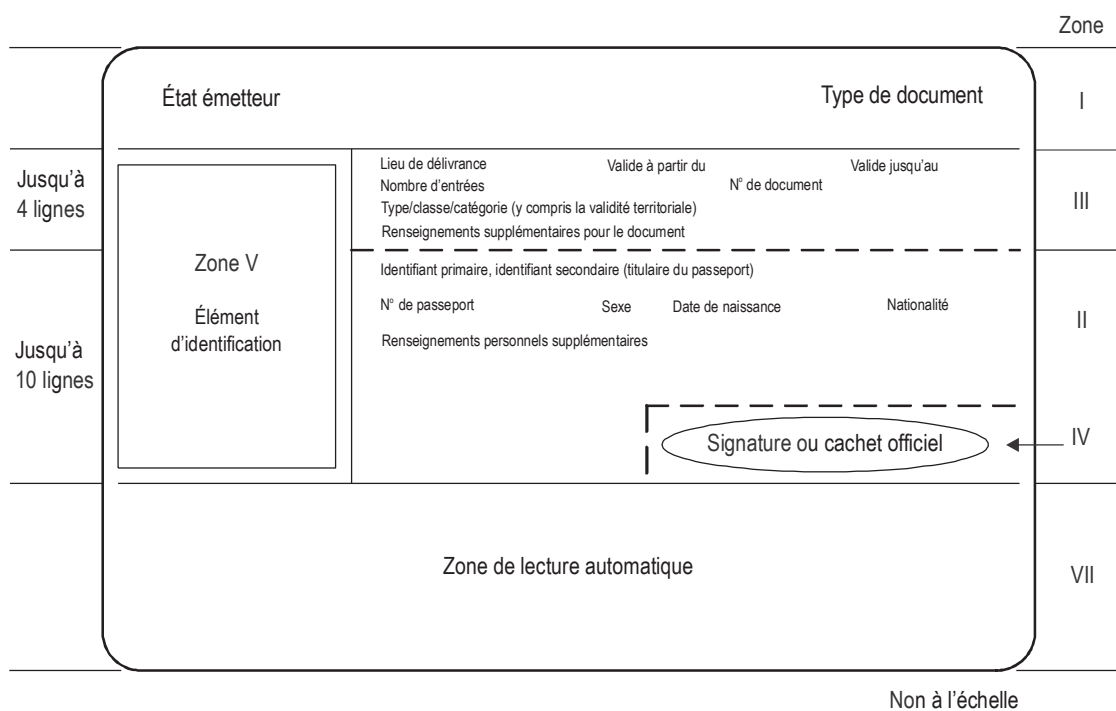 Zone
État émetteur
Type de document
I
Jusqu'à
4 lignes
Lieu de délivrance
Valide à partir du
Valide jusqu'au
Nombre d'entrées
N° de document
Type/classe/catégorie (y compris la validité territoriale)
Renseignements supplémentaires pour le document
III
Zone V
Élément
d'identification
Jusqu'à
10 lignes
Identifiant primaire, identifiant secondaire (titulaire du passeport)
N° de passeport
Sexe
Date de naissance
Nationalité
Renseignements personnels supplémentaires
II
Signature ou cachet officiel
IV
Zone de lecture automatique
VII
Non à l'échelle